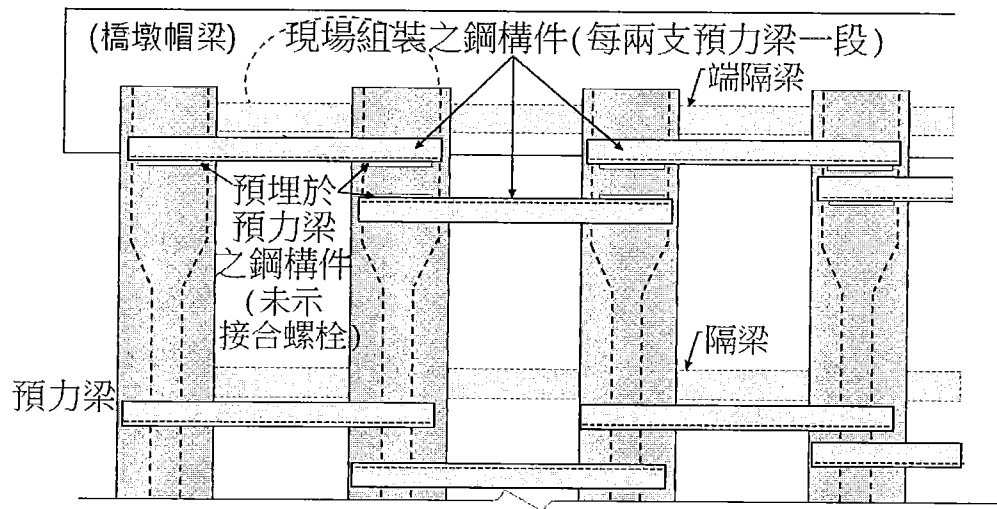 (橋墩帽梁)
現場組裝之鋼構件(每兩支預力梁一段)
端隔梁
預埋於
預力梁
之鋼構件
(未示
接合螺栓)
隔梁
預力梁